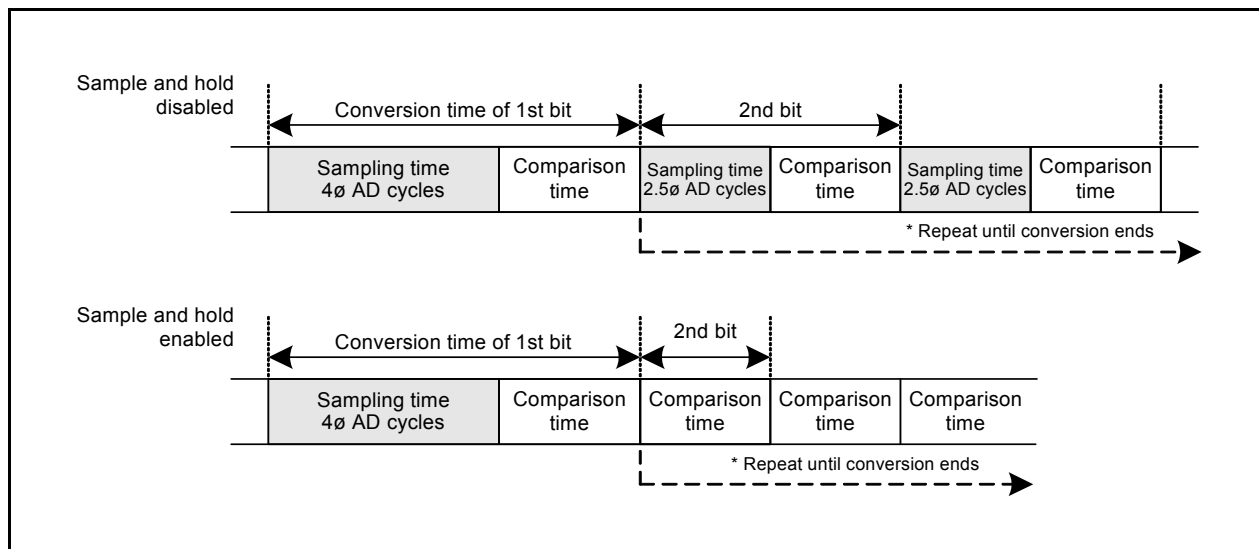 Sample and hold
disabled
Conversion time of 1st bit
2nd bit
Sampling time
4ø AD cycles
Comparison
time
Sampling time
2.5ø AD cycles
Comparison
time
Sampling time
2.5ø AD cycles
Comparison
time
* Repeat until conversion ends
Sample and hold
enabled
Conversion time of 1st bit
2nd bit
Sampling time
4ø AD cycles
Comparison
time
Comparison
time
Comparison
time
Comparison
time
* Repeat until conversion ends